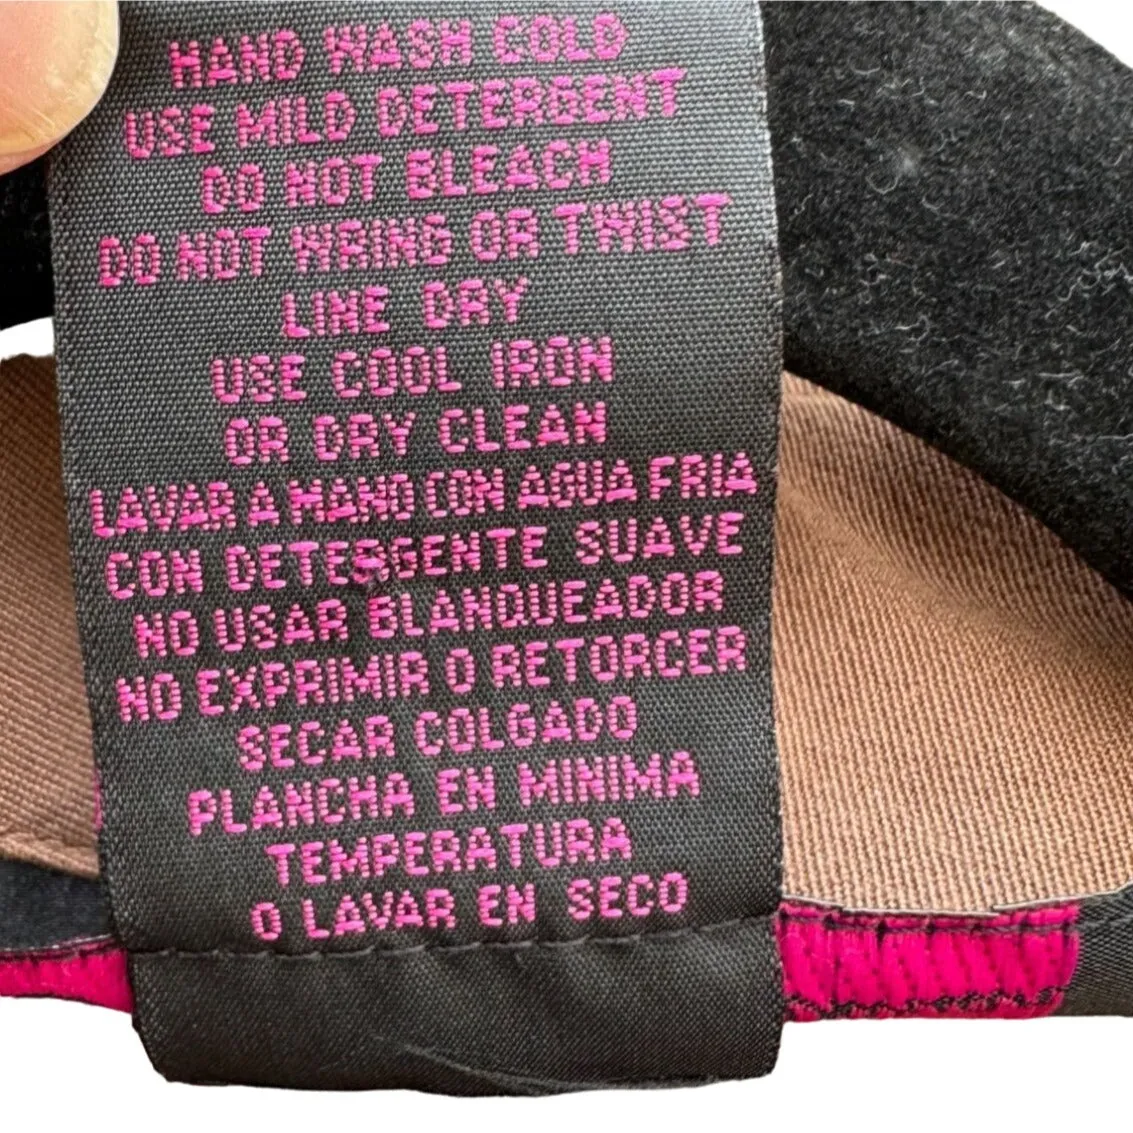 HAND WASH COLD
USE MILD DETERGENT
DO NOT BLEACH
DO NOT WRING OR TWIST
LINE DRY
USE COOL IRON
OR DRY CLEAN
LAVAR A MANO CON AGUA FRIA
CON DETERGENTE SUAVE
NO USAR BLANQUEADOR
NO EXPRIMIR O RETORCER
SECAR COLGADO
PLANCHA EN MINIMA
TEMPERATURA
O LAVAR EN SECO